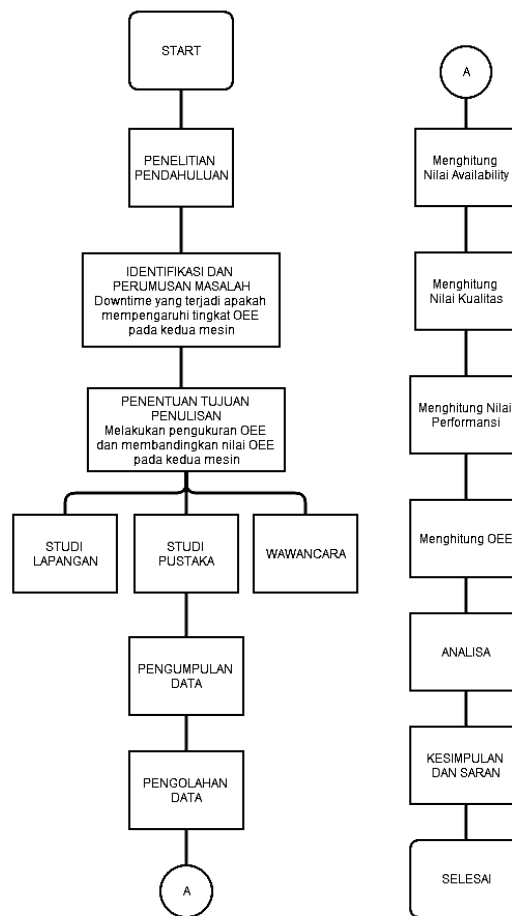 START
PENELITIAN
PENDAHULUAN
IDENTIFIKASI DAN
PERUMUSAN MASALAH
Downtime yang terjadi apakah
mempengaruhi tingkat OEE
pada kedua mesin
PENENTUAN TUJUAN
PENULISAN
Melakukan pengukuran OEE
dan membandingkan nilai OEE
pada kedua mesin
STUDI
LAPANGAN
STUDI
PUSTAKA
WAWANCARA
PENGUMPULAN
DATA
PENGOLAHAN
DATA
A
A
Menghitung
Nilai Availability
Menghitung
Nilai Kualitas
Menghitung Nilai
Performansi
Menghitung OEE
ANALISA
KESIMPULAN
DAN SARAN
SELESAI